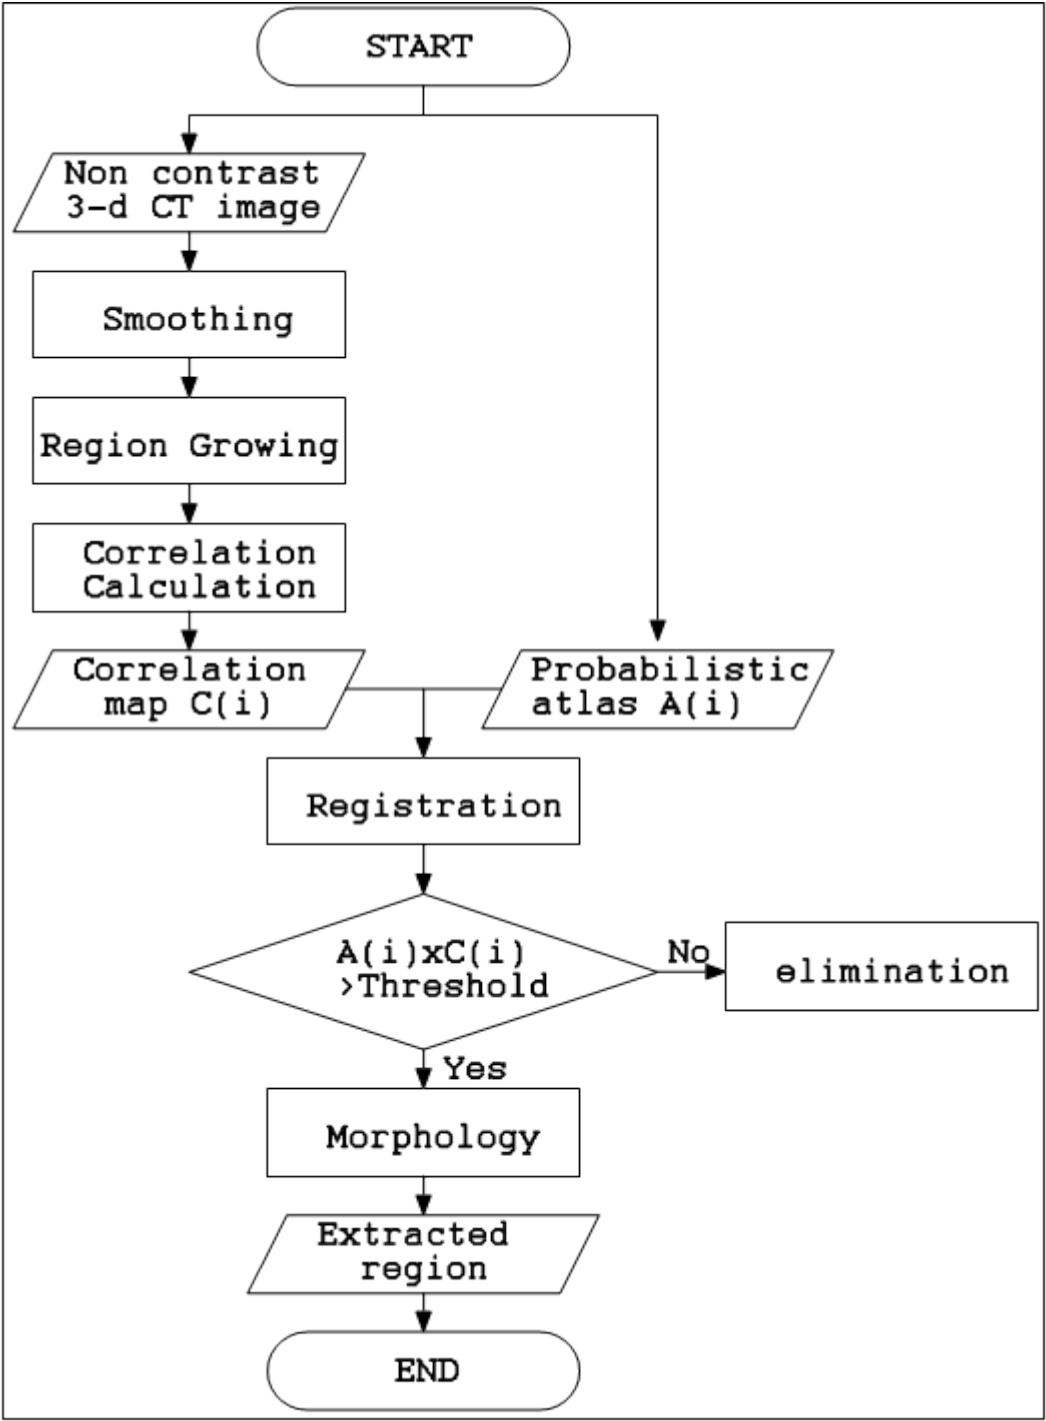 START
Non contrast
3-d CT image
Smoothing
Region Growing
Correlation
Calculation
Correlation
map C(i)
Probabilistic
atlas A(i)
Registration
A(i)xC(i)
>Threshold
No
elimination
Yes
Morphology
Extracted
region
END